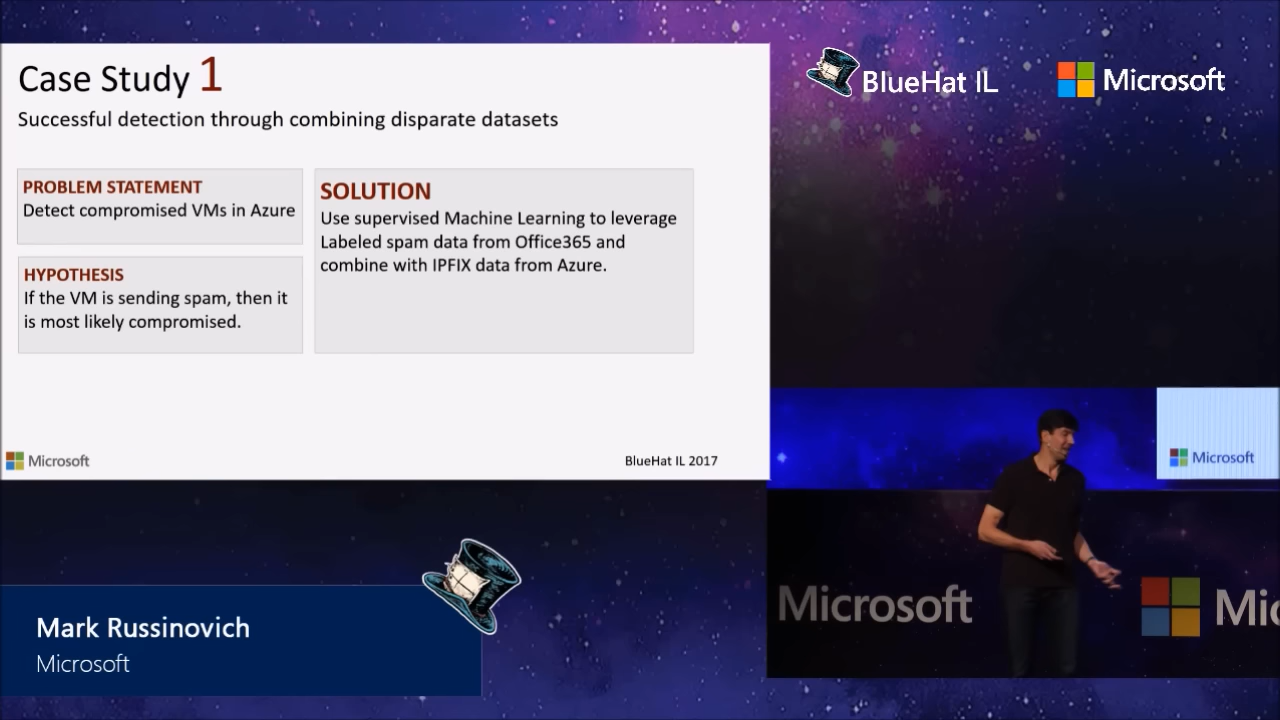 Case Study 1
Successful detection through combining disparate datasets
PROBLEM STATEMENT
Detect compromised VMs in Azure
HYPOTHESIS
If the VM is sending spam, then it
is most likely compromised.
SOLUTION
Use supervised Machine Learning to leverage
Labeled spam data from Office365 and
combine with IPFIX data from Azure.
Microsoft
BlueHat IL 2017
BlueHat IL
Microsoft
Microsoft
Microsoft
Mic
Mark Russinovich
Microsoft